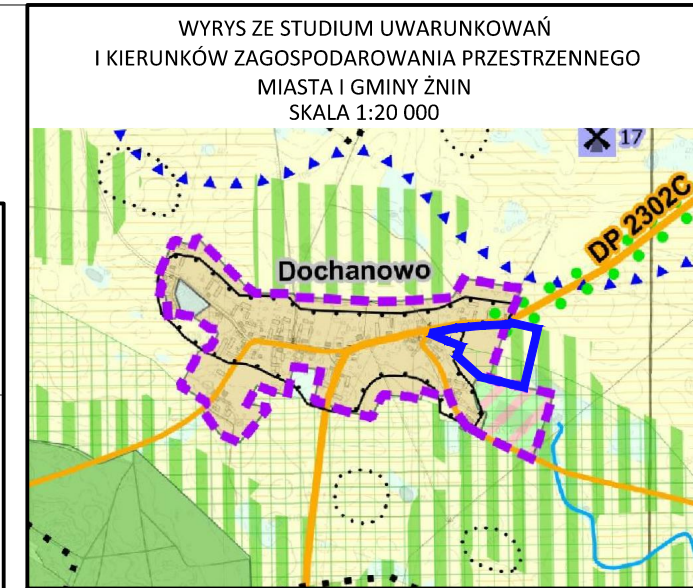 WYRYS ZE STUDIUM UWARUNKOWAŃ
I KIERUNKÓW ZAGOSPODAROWANIA PRZESTRZENNEGO
MIASTA I GMINY ŻNIN
SKALA 1:20 000
17
DP 2302C
Dochanowo